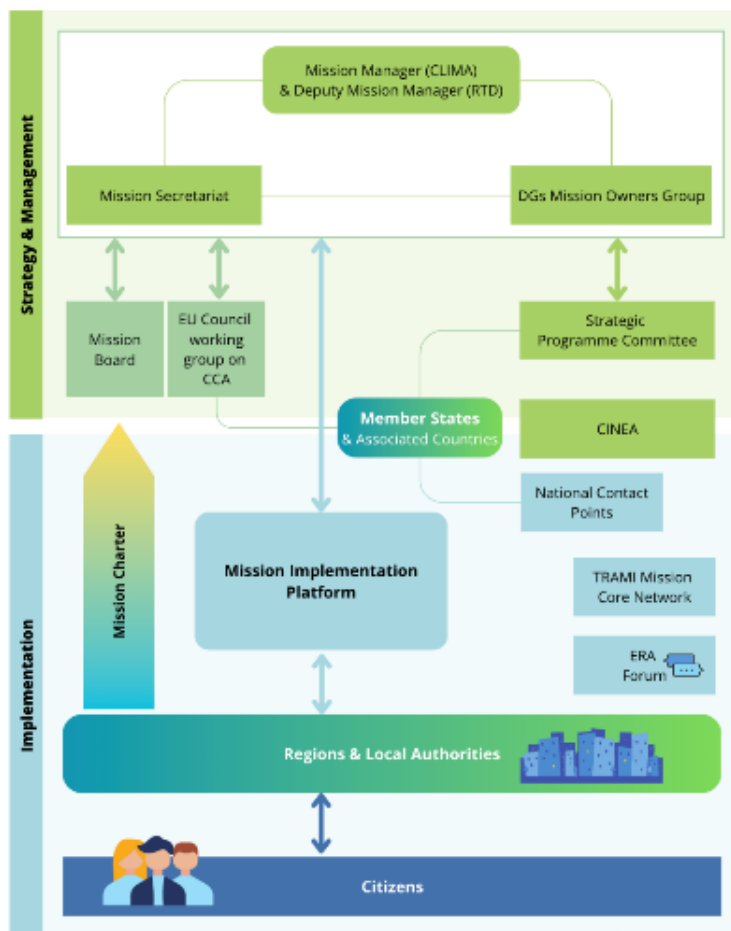 Strategy & Management
Mission Manager (CLIMA)
& Deputy Mission Manager (RTD)
Mission Secretariat
DGs Mission Owners Group
Mission
Board
EU Council
working
group on
CCA
Strategic
Programme Committee
Member States
& Associated Countries
CINEA
National Contact
Points
Implementation
Mission Charter
Mission Implementation
Platform
TRAMI Mission
Core Network
ERA
Forum
Regions & Local Authorities
Citizens